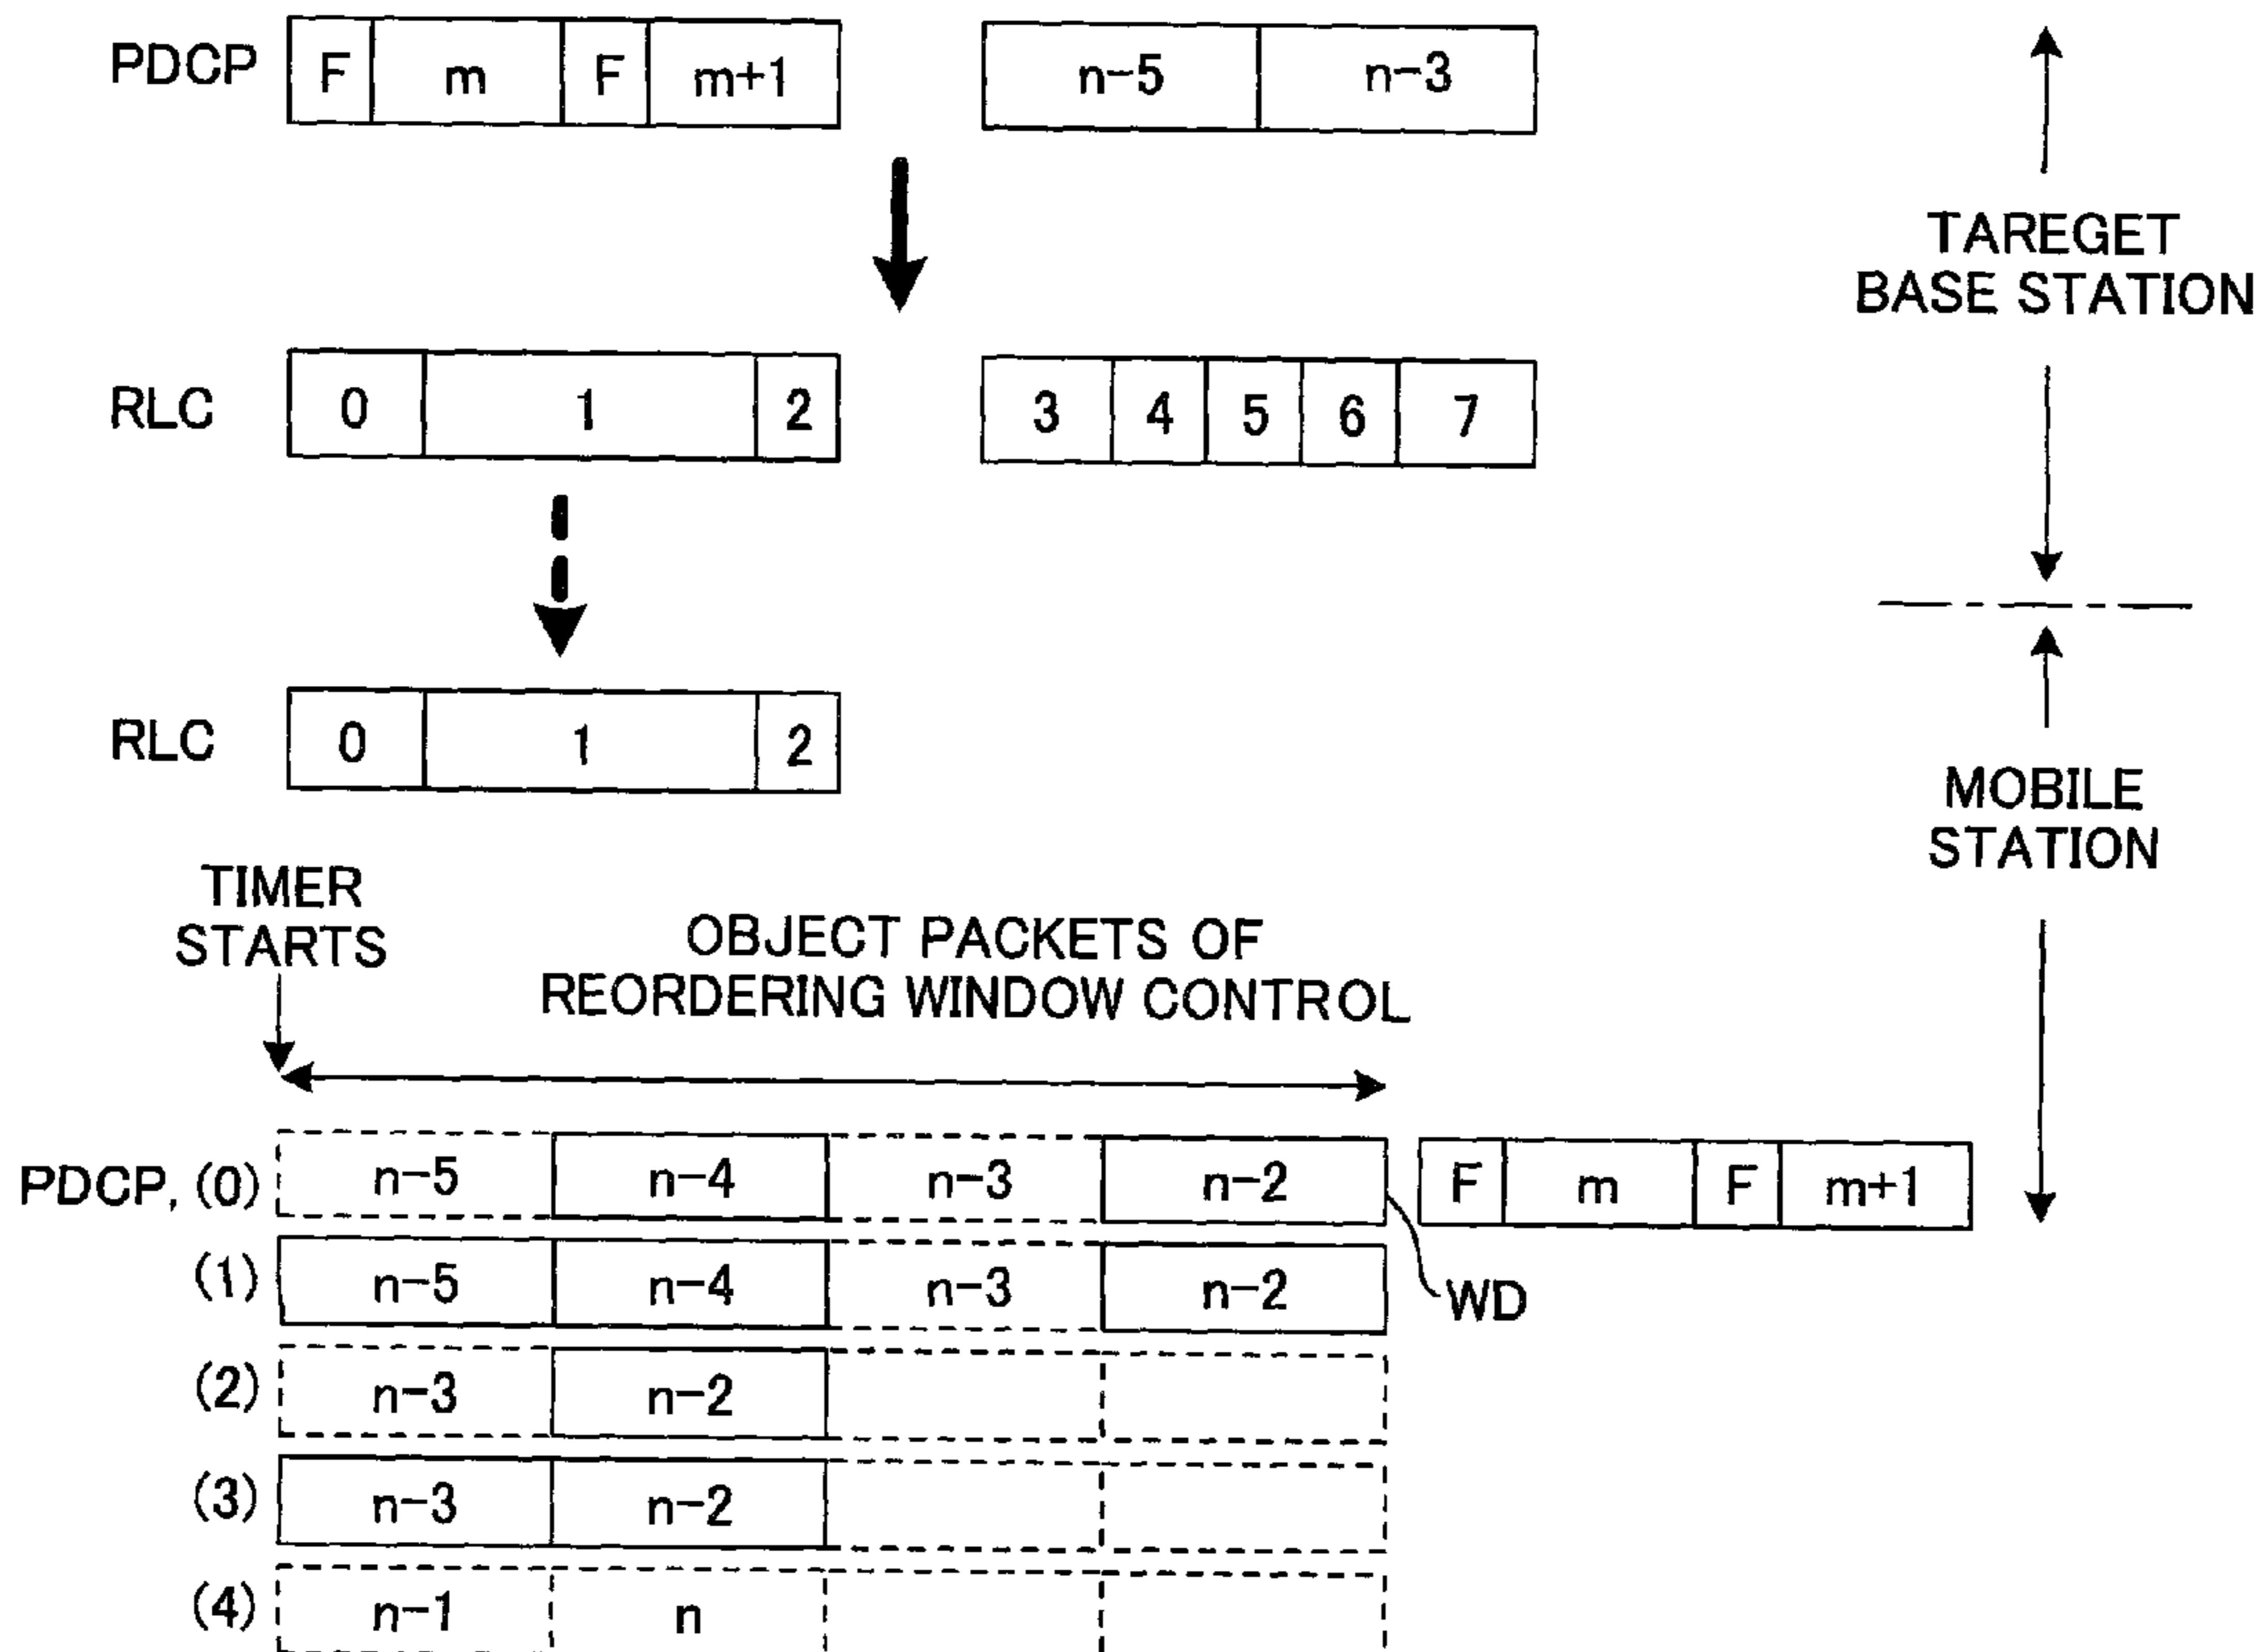 PDCP F m F m+1 n-5 n-3
TAREGET
BASE STATION
RLC 0 1 2 3 4 5 6 7
RLC 0 1 2
MOBILE
STATION
TIMER
STARTS
OBJECT PACKETS OF
REORDERING WINDOW CONTROL
PDCP, (0) n-5 n-4 n-3 n-2 F m F m+1
(1) n-5 n-4 n-3 n-2
WD
(2) n-3 n-2
(3) n-3 n-2
(4) n-1 n